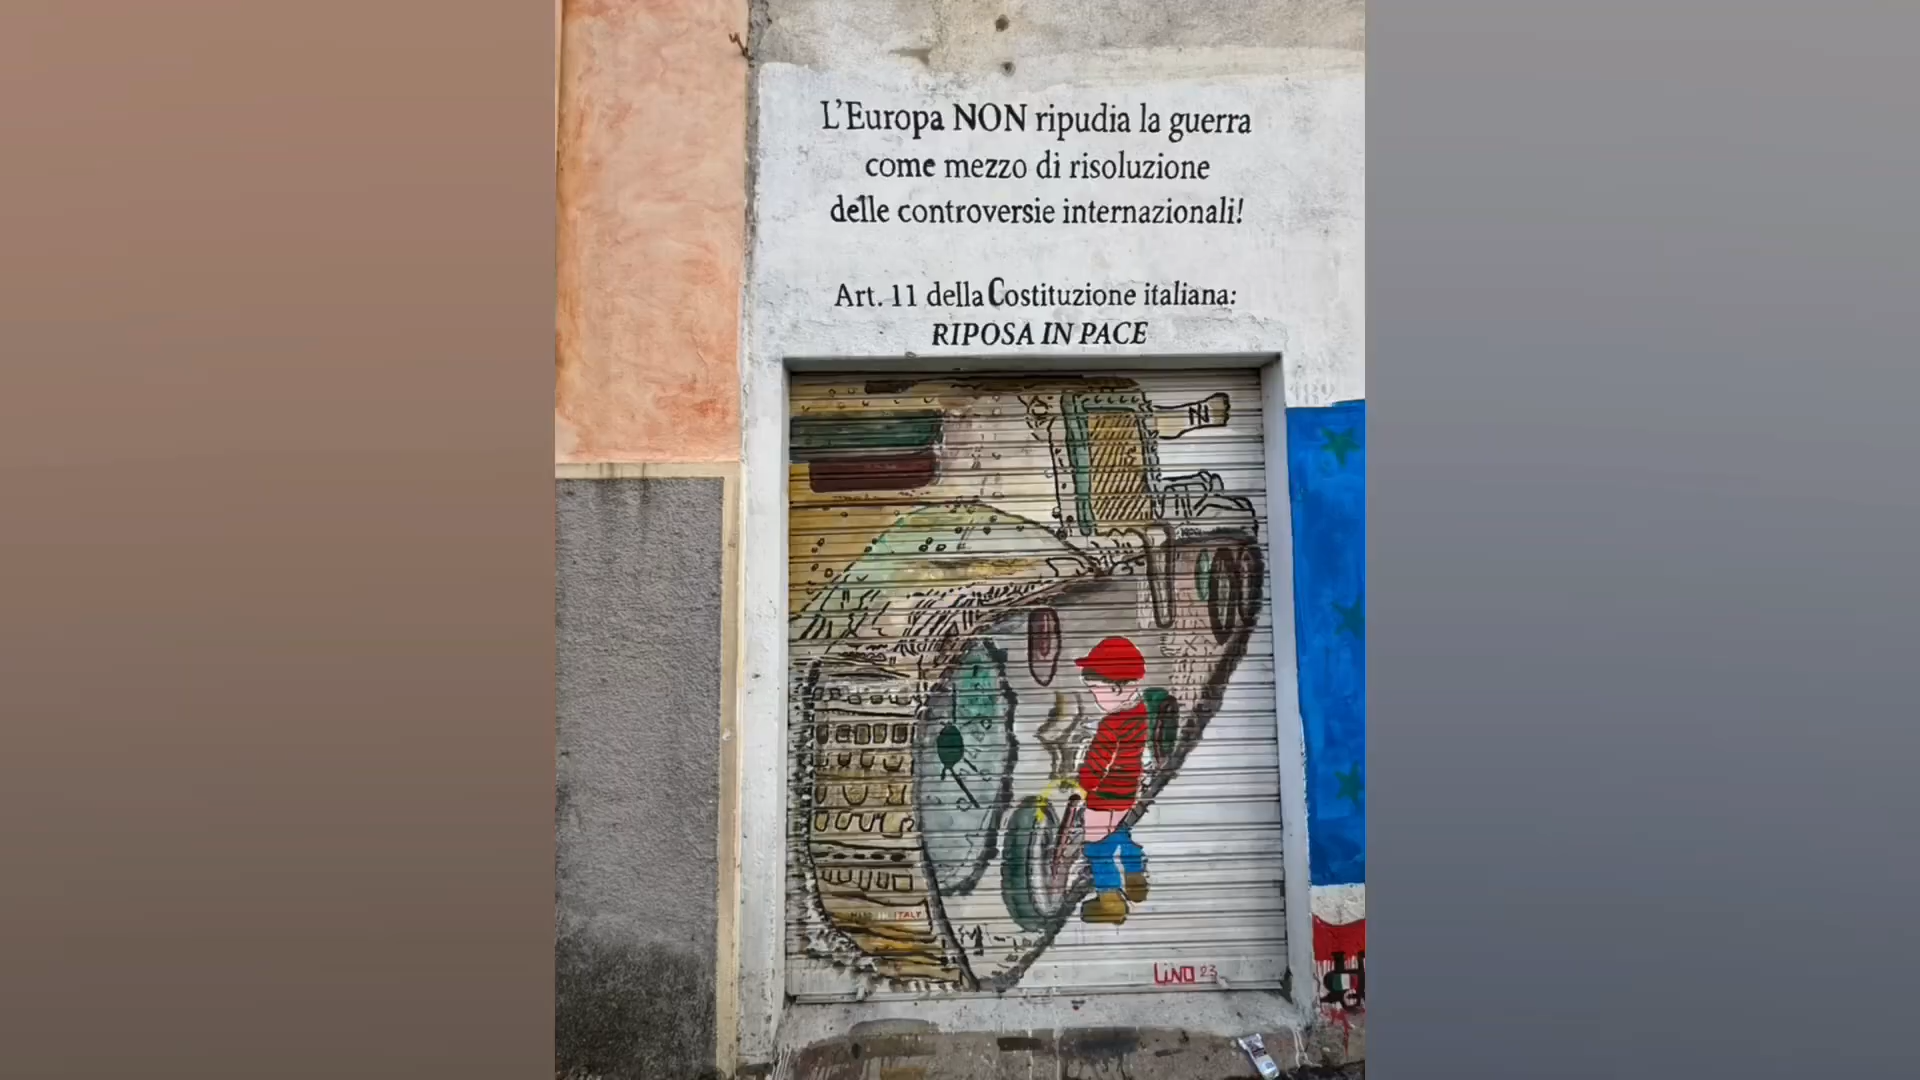 L'Europa NON ripudia la guerra
come mezzo di risoluzione
delle controversie internazionali!
Art. 11 della Costituzione italiana:
RIPOSA IN PACE
MADE IN ITALY
LINO 23